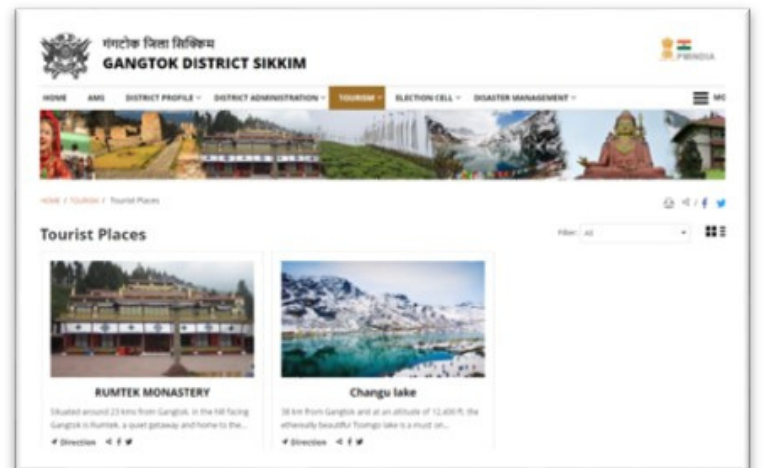 गंगटोक जिला सिक्किम
GANGTOK DISTRICT SIKKIM
PMINDIA
HOME AMS DISTRICT PROFILE DISTRICT ADMINISTRATION TOURISM ELECTION CELL DISASTER MANAGEMENT MO
HOME / TOURISM / Tourist Places
Tourist Places
Filter: All
RUMTEK MONASTERY
Situated around 23 kms from Gangtok, in the hill facing
Gangtok is Rumtek, a quiet getaway and home to the...
Direction
Changu lake
38 km from Gangtok and at an altitude of 12,400 ft, the
ethereally beautiful Tsomgo lake is a must on...
Direction